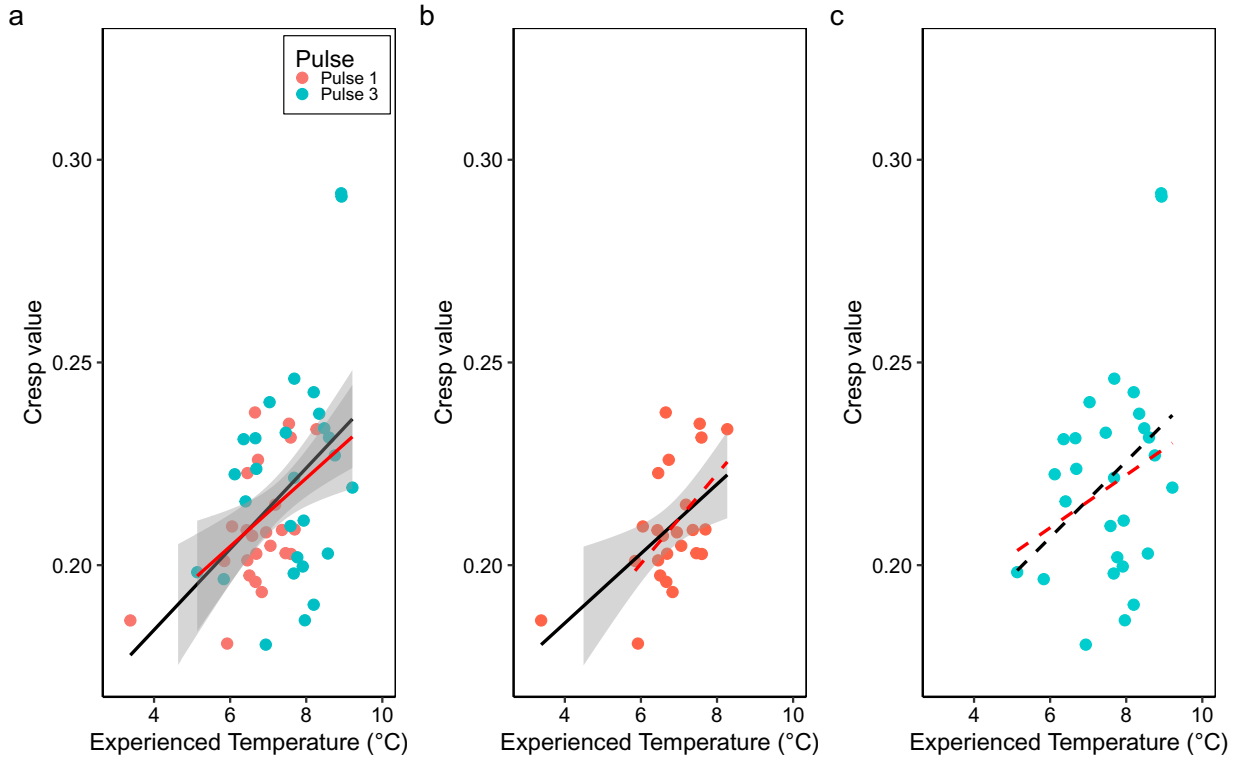 a
Pulse
Pulse 1
Pulse 3
0.30
0.25
0.20
Cresp value
4 6 8 10
Experienced Temperature (°C)
b
0.30
0.25
0.20
Cresp value
4 6 8 10
Experienced Temperature (°C)
c
0.30
0.25
0.20
Cresp value
4 6 8 10
Experienced Temperature (°C)